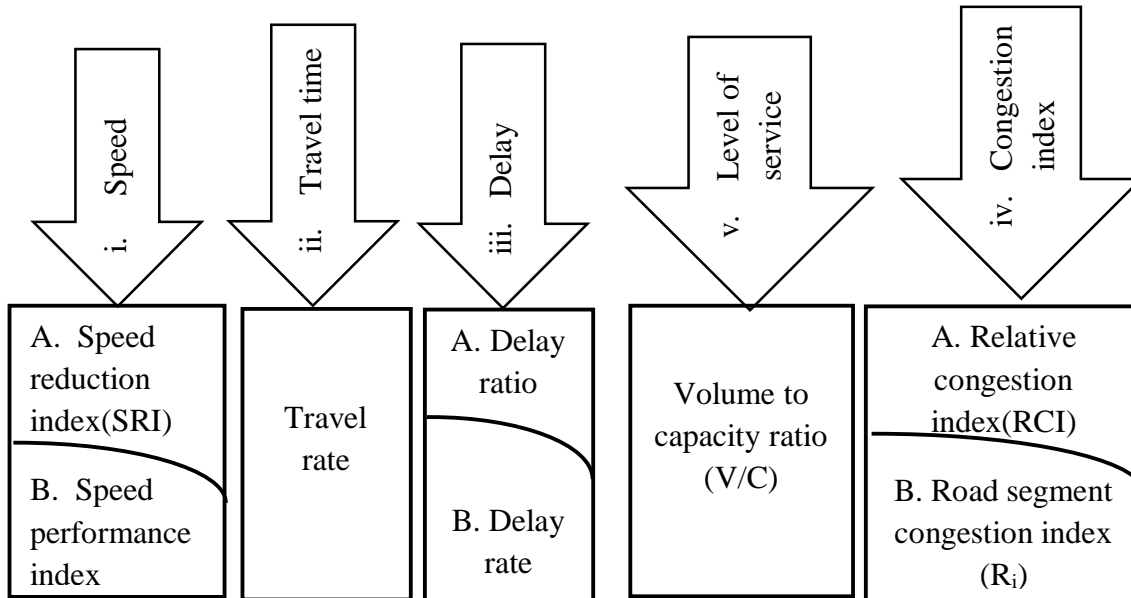 i. Speed
ii. Travel time
iii. Delay
v. Level of
service
iv. Congestion
index
A. Speed
reduction
index(SRI)
B. Speed
performance
index
Travel
rate
A. Delay
ratio
B. Delay
rate
Volume to
capacity ratio
(V/C)
A. Relative
congestion
index(RCI)
B. Road segment
congestion index
(Rᵢ)